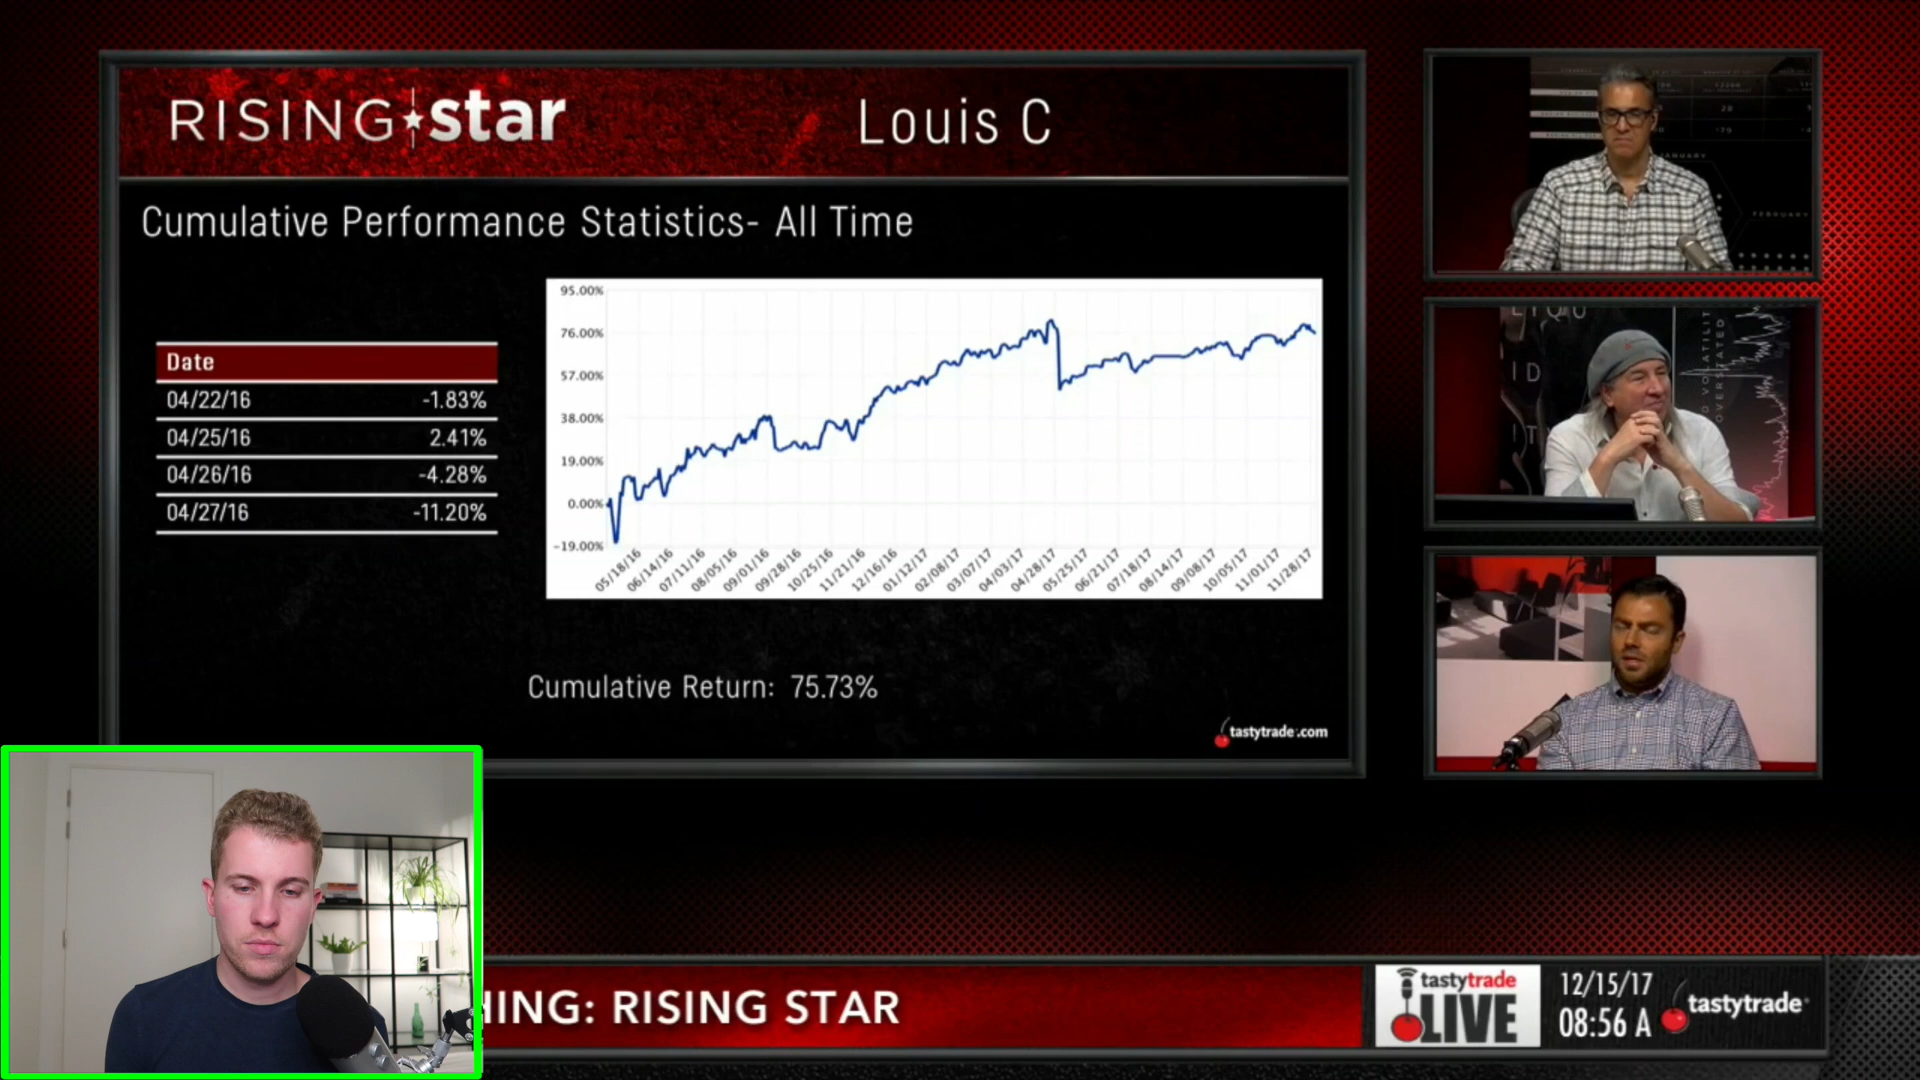 RISING star
Louis C
Cumulative Performance Statistics- All Time
Date
04/22/16 -1.83%
04/25/16 2.41%
04/26/16 -4.28%
04/27/16 -11.20%
95.00%
76.00%
57.00%
38.00%
19.00%
0.00%
-19.00%
05/18/16 06/14/16 07/11/16 08/05/16 09/01/16 09/28/16 10/25/16 11/21/16 12/16/16 01/12/17 02/08/17 03/07/17 04/03/17 04/28/17 05/25/17 06/21/17 07/18/17 08/14/17 09/08/17 10/05/17 11/01/17 11/28/17
Cumulative Return: 75.73%
tastytrade.com
JANUARY
FEBRUARY
OVERSTATED
HING: RISING STAR
tastytrade
LIVE
12/15/17
08:56 A
tastytrade